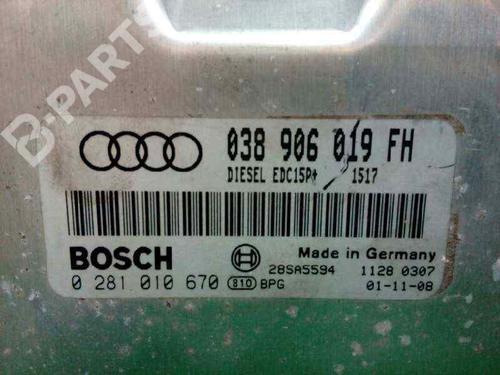 B-PARTS
038 906 019 FH
DIESEL EDC15P+ 1517
BOSCH
Made in Germany
28SA5594
1128 0307
0 281 010 670
810
BPG
01-11-08